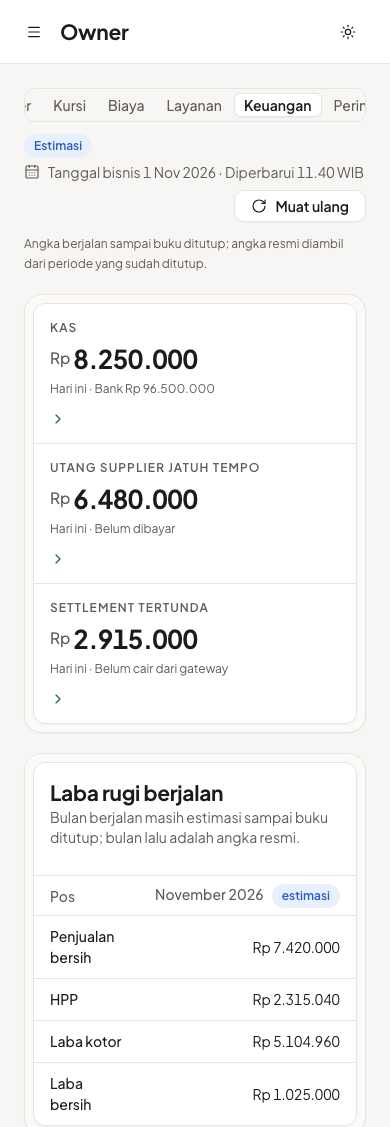 Owner
r Kursi Biaya Layanan Keuangan Perin
Estimasi
Tanggal bisnis 1 Nov 2026 · Diperbarui 11.40 WIB
Muat ulang
Angka berjalan sampai buku ditutup; angka resmi diambil
dari periode yang sudah ditutup.
KAS
Rp 8.250.000
Hari ini · Bank Rp 96.500.000
UTANG SUPPLIER JATUH TEMPO
Rp 6.480.000
Hari ini · Belum dibayar
SETTLEMENT TERTUNDA
Rp 2.915.000
Hari ini · Belum cair dari gateway
Laba rugi berjalan
Bulan berjalan masih estimasi sampai buku
ditutup; bulan lalu adalah angka resmi.
Pos November 2026 estimasi
Penjualan
bersih Rp 7.420.000
HPP Rp 2.315.040
Laba kotor Rp 5.104.960
Laba
bersih Rp 1.025.000